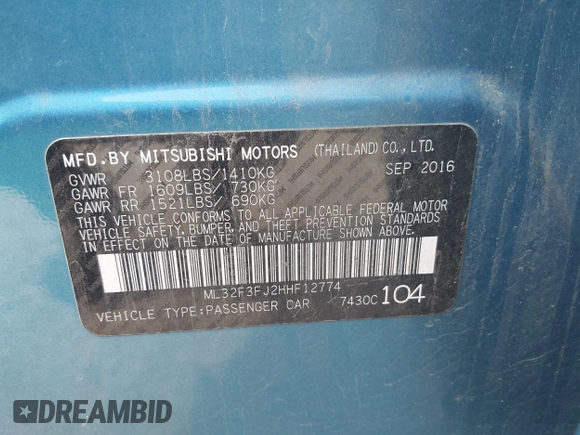 MFD.BY MITSUBISHI MOTORS (THAILAND) CO.,LTD.
GVWR 3108LBS/1410KG SEP 2016
GAWR FR 1609LBS/ 730KG
GAWR RR 1521LBS/ 690KG
THIS VEHICLE CONFORMS TO ALL APPLICABLE FEDERAL MOTOR
VEHICLE SAFETY, BUMPER, AND THEFT PREVENTION STANDARDS
IN EFFECT ON THE DATE OF MANUFACTURE SHOWN ABOVE.
ML32F3FJ2HHF12774
VEHICLE TYPE:PASSENGER CAR 7430C 104
DREAMBID